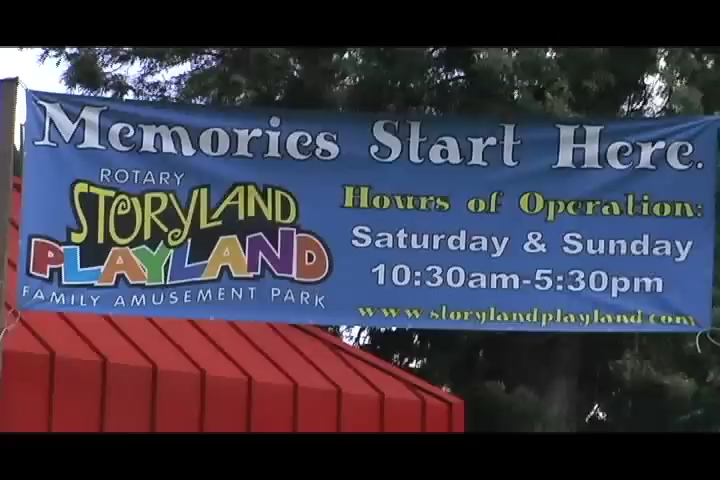 Memories Start Here.
ROTARY
STORYLAND
PLAYLAND
FAMILY AMUSEMENT PARK
Hours of Operation:
Saturday & Sunday
10:30am-5:30pm
www.storylandplayland.com